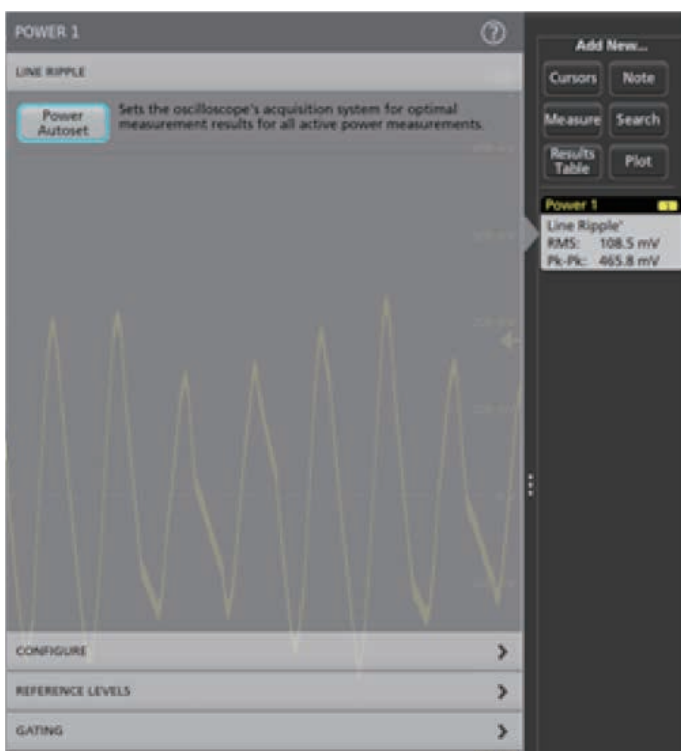 POWER 1
?
LINE RIPPLE
Power
Autoset
Sets the oscilloscope's acquisition system for optimal
measurement results for all active power measurements.
CONFIGURE
REFERENCE LEVELS
GATING
Add New...
Cursors
Note
Measure
Search
Results
Table
Plot
Power 1
1
Line Ripple'
RMS: 108.5 mV
Pk-Pk: 465.8 mV